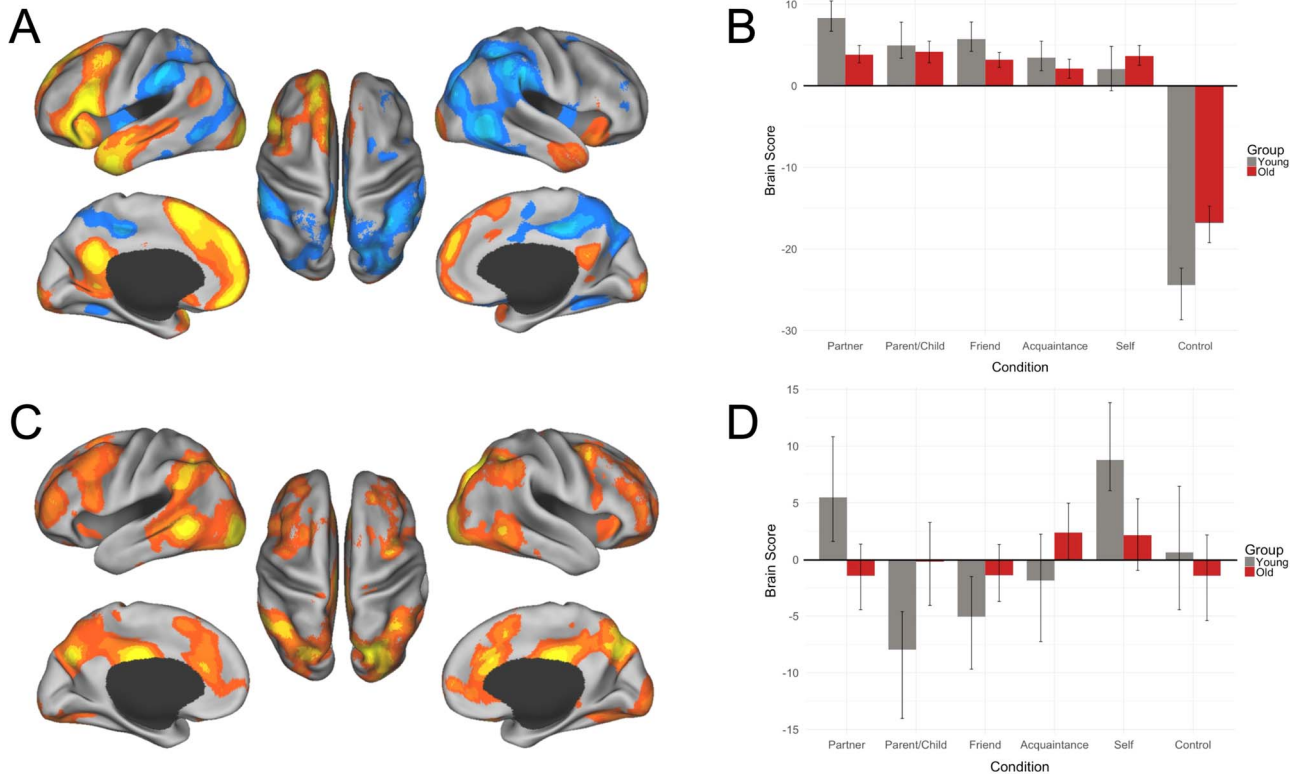 A
B
10
0
-10
-20
-30
Brain Score
Partner Parent/Child Friend Acquaintance Self Control
Condition
Group
Young
Old
C
D
15
10
5
0
-5
-10
-15
Brain Score
Partner Parent/Child Friend Acquaintance Self Control
Condition
Group
Young
Old